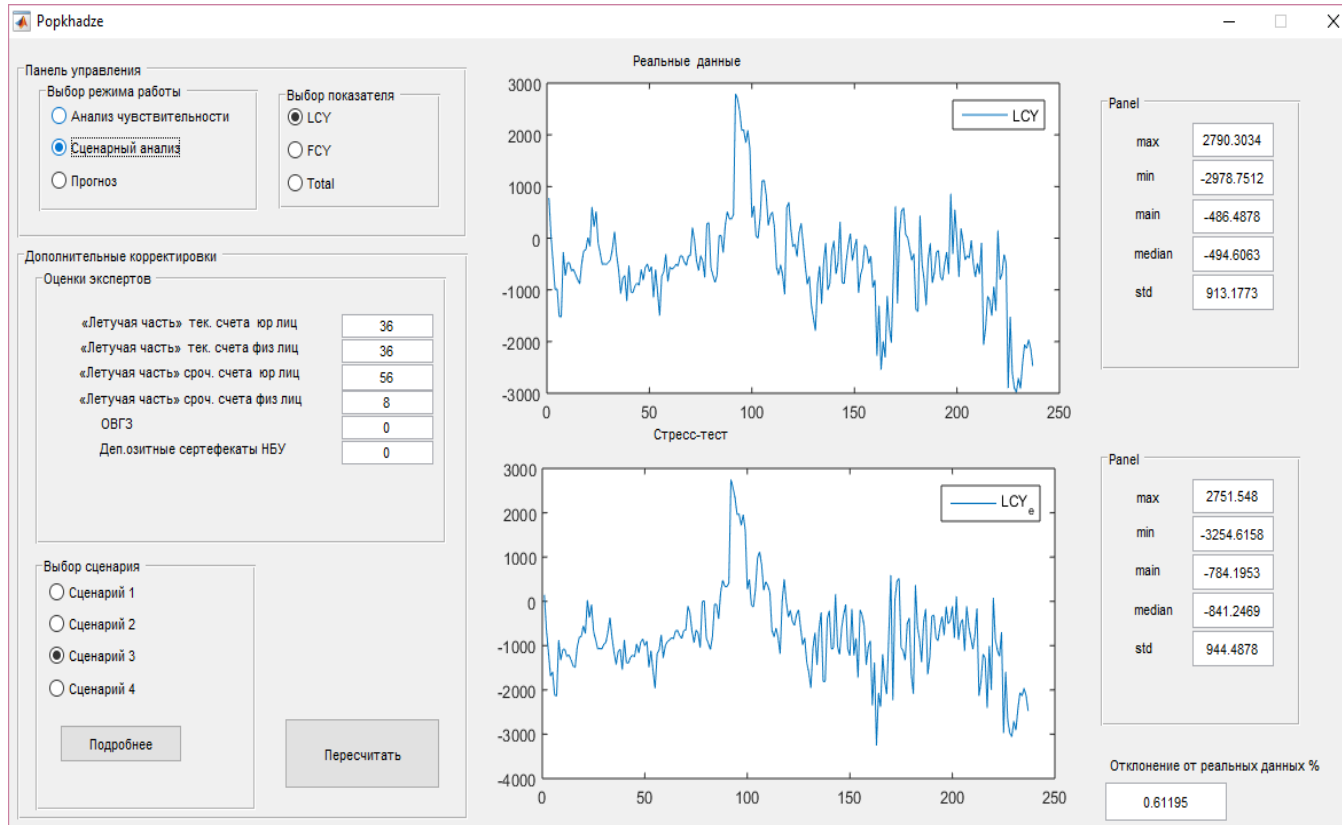 Popkhadze
Панель управления
Выбор режима работы
Анализ чувствительности
Сценарный анализ
Прогноз
Выбор показателя
LCY
FCY
Total
Дополнительные корректировки
Оценки экспертов
«Летучая часть» тек. счета юр лиц 36
«Летучая часть» тек. счета физ лиц 36
«Летучая часть» сроч. счета юр лиц 56
«Летучая часть» сроч. счета физ лиц 8
ОВГЗ 0
Деп.озитные сертефекаты НБУ 0
Выбор сценария
Сценарий 1
Сценарий 2
Сценарий 3
Сценарий 4
Подробнее
Пересчитать
Реальные данные
3000
2000
1000
0
-1000
-2000
-3000
0 50 100 150 200 250
LCY
Стресс-тест
3000
2000
1000
0
-1000
-2000
-3000
-4000
0 50 100 150 200 250
LCYe
Panel
max 2790.3034
min -2978.7512
main -486.4878
median -494.6063
std 913.1773
Panel
max 2751.548
min -3254.6158
main -784.1953
median -841.2469
std 944.4878
Отклонение от реальных данных %
0.61195